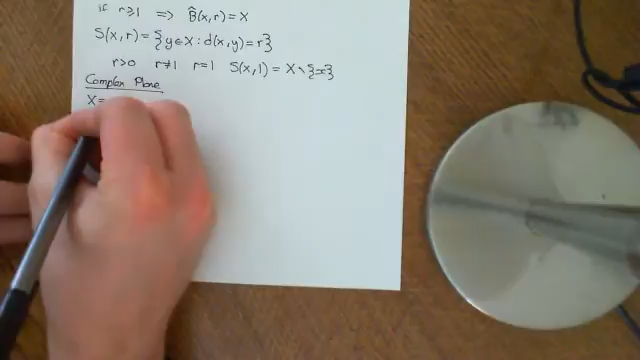 if r≥1 ⟹ B̂(x,r) = X
S(x,r) = {y∈X : d(x,y) = r}
r>0 r≠1 r=1 S(x,1) = X∖{x}
Complex Plane
X=